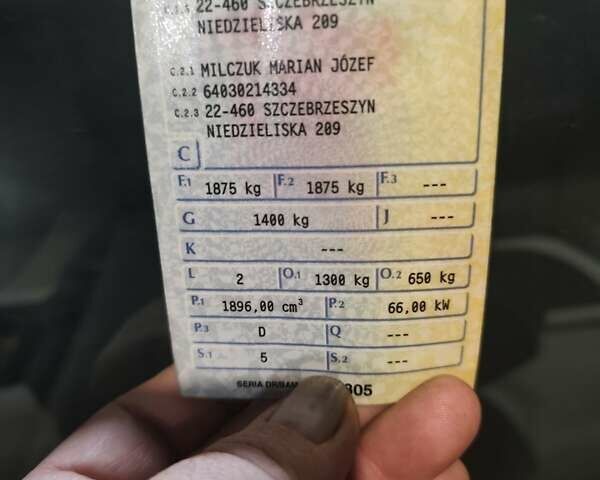 C.1.3 22-460 SZCZEBRZESZYN
NIEDZIELISKA 209
C.2.1 MILCZUK MARIAN JÓZEF
C.2.2 64030214334
C.2.3 22-460 SZCZEBRZESZYN
NIEDZIELISKA 209
C
F.1 1875 kg F.2 1875 kg F.3 ---
G 1400 kg J ---
K ---
L 2 O.1 1300 kg O.2 650 kg
P.1 1896,00 cm³ P.2 66,00 kW
P.3 D Q ---
S.1 5 S.2 ---
SERIA